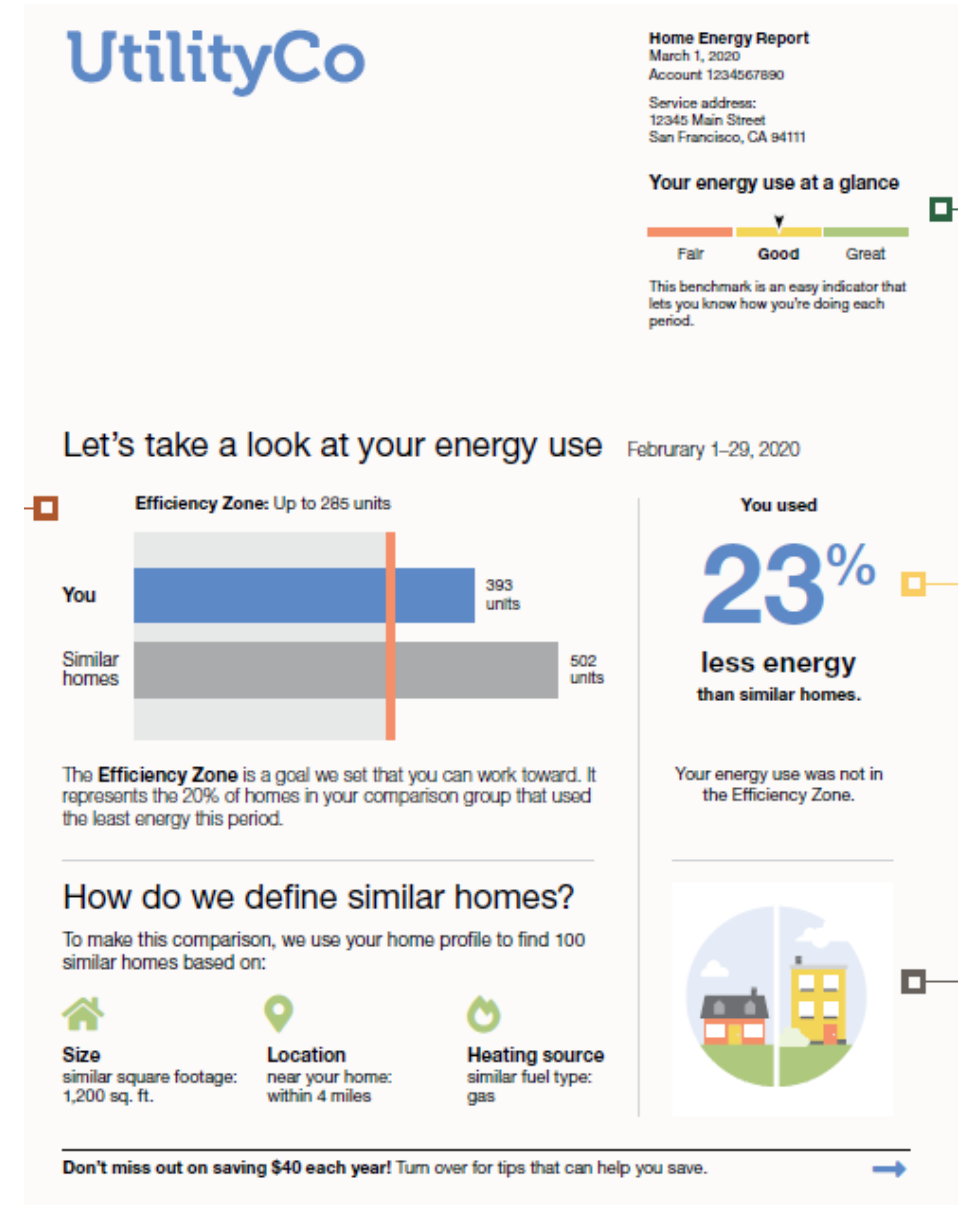 UtilityCo
Home Energy Report
March 1, 2020
Account 1234567890
Service address:
12345 Main Street
San Francisco, CA 94111
Your energy use at a glance
Fair Good Great
This benchmark is an easy indicator that
lets you know how you're doing each
period.
Let's take a look at your energy use Februrary 1–29, 2020
Efficiency Zone: Up to 285 units
You
393
units
Similar
homes
502
units
The Efficiency Zone is a goal we set that you can work toward. It
represents the 20% of homes in your comparison group that used
the least energy this period.
You used
23%
less energy
than similar homes.
Your energy use was not in
the Efficiency Zone.
How do we define similar homes?
To make this comparison, we use your home profile to find 100
similar homes based on:
Size
similar square footage:
1,200 sq. ft.
Location
near your home:
within 4 miles
Heating source
similar fuel type:
gas
Don't miss out on saving $40 each year! Turn over for tips that can help you save.